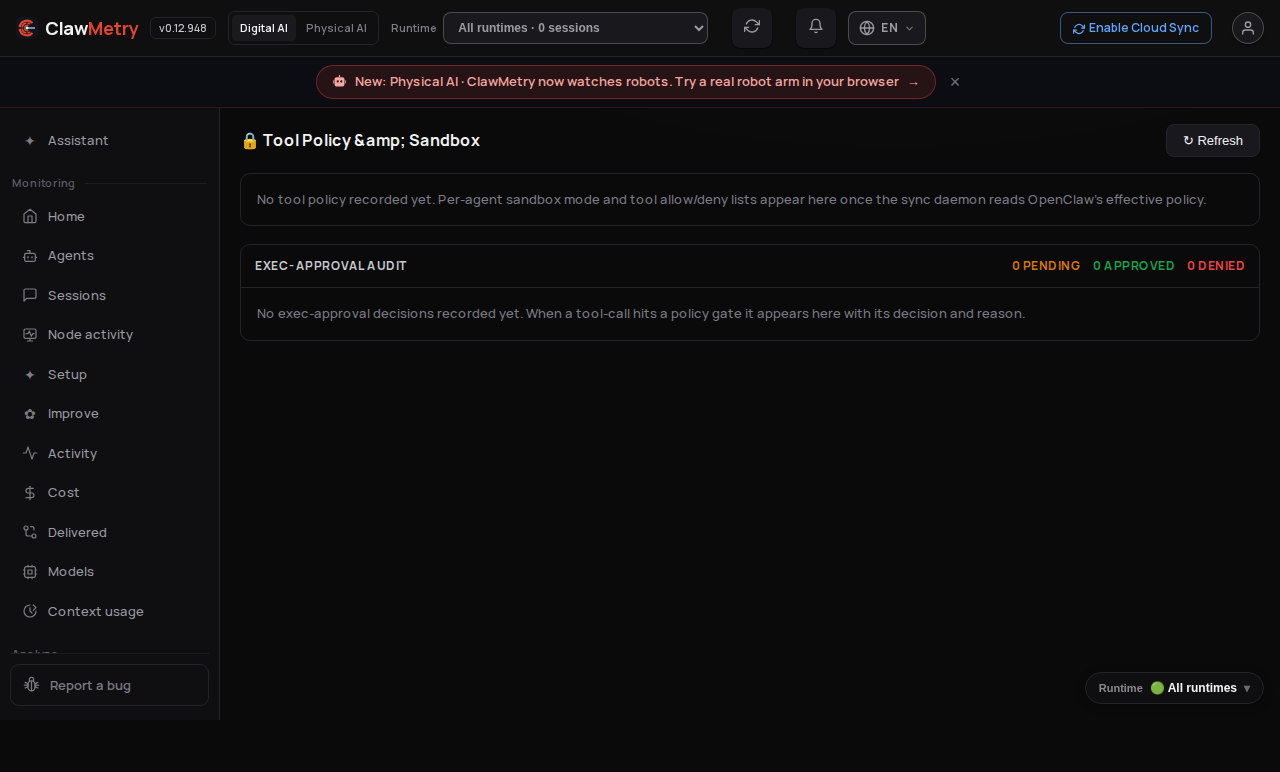 ClawMetry
v0.12.948
Digital AI
Physical AI
Runtime
All runtimes · 0 sessions
EN
Enable Cloud Sync
New: Physical AI · ClawMetry now watches robots. Try a real robot arm in your browser →
×
Assistant
Monitoring
Home
Agents
Sessions
Node activity
Setup
Improve
Activity
Cost
Delivered
Models
Context usage
Analyze
Report a bug
🔒 Tool Policy &amp; Sandbox
↻ Refresh
No tool policy recorded yet. Per-agent sandbox mode and tool allow/deny lists appear here once the sync daemon reads OpenClaw's effective policy.
EXEC-APPROVAL AUDIT
0 PENDING 0 APPROVED 0 DENIED
No exec-approval decisions recorded yet. When a tool-call hits a policy gate it appears here with its decision and reason.
Runtime 🟢 All runtimes ▾